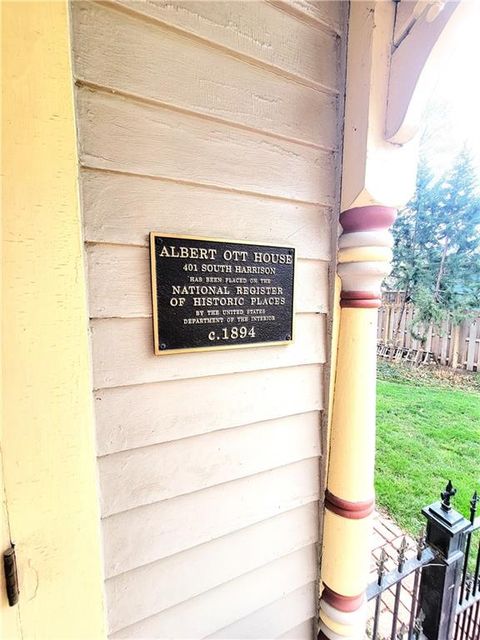 ALBERT OTT HOUSE
401 SOUTH HARRISON
HAS BEEN PLACED ON THE
NATIONAL REGISTER
OF HISTORIC PLACES
BY THE UNITED STATES
DEPARTMENT OF THE INTERIOR
c.1894